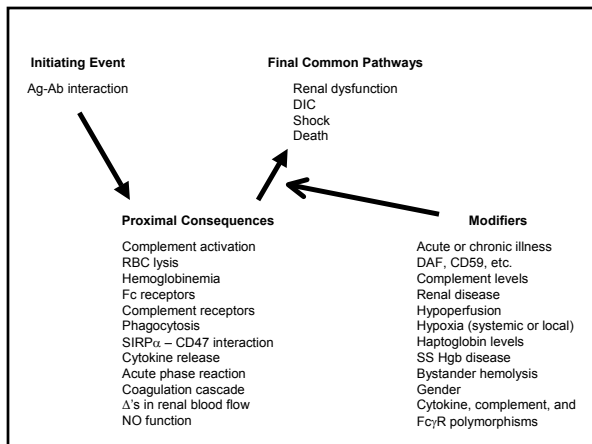 Initiating Event
Ag-Ab interaction
Final Common Pathways
Renal dysfunction
DIC
Shock
Death
Proximal Consequences
Complement activation
RBC lysis
Hemoglobinemia
Fc receptors
Complement receptors
Phagocytosis
SIRPα – CD47 interaction
Cytokine release
Acute phase reaction
Coagulation cascade
Δ's in renal blood flow
NO function
Modifiers
Acute or chronic illness
DAF, CD59, etc.
Complement levels
Renal disease
Hypoperfusion
Hypoxia (systemic or local)
Haptoglobin levels
SS Hgb disease
Bystander hemolysis
Gender
Cytokine, complement, and
FcγR polymorphisms